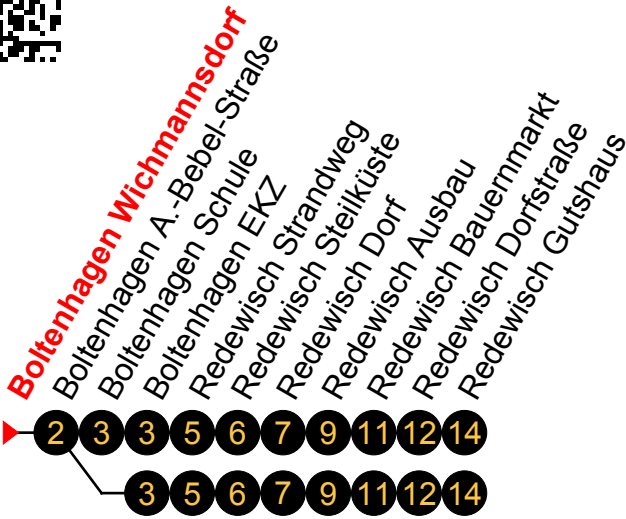 Boltenhagen Wichmannsdorf
Boltenhagen A.-Bebel-Straße
Boltenhagen Schule
Boltenhagen EKZ
Redewisch Strandweg
Redewisch Steilküste
Redewisch Dorf
Redewisch Ausbau
Redewisch Bauernmarkt
Redewisch Dorfstraße
Redewisch Gutshaus
2 3 3 5 6 7 9 11 12 14
3 5 6 7 9 11 12 14